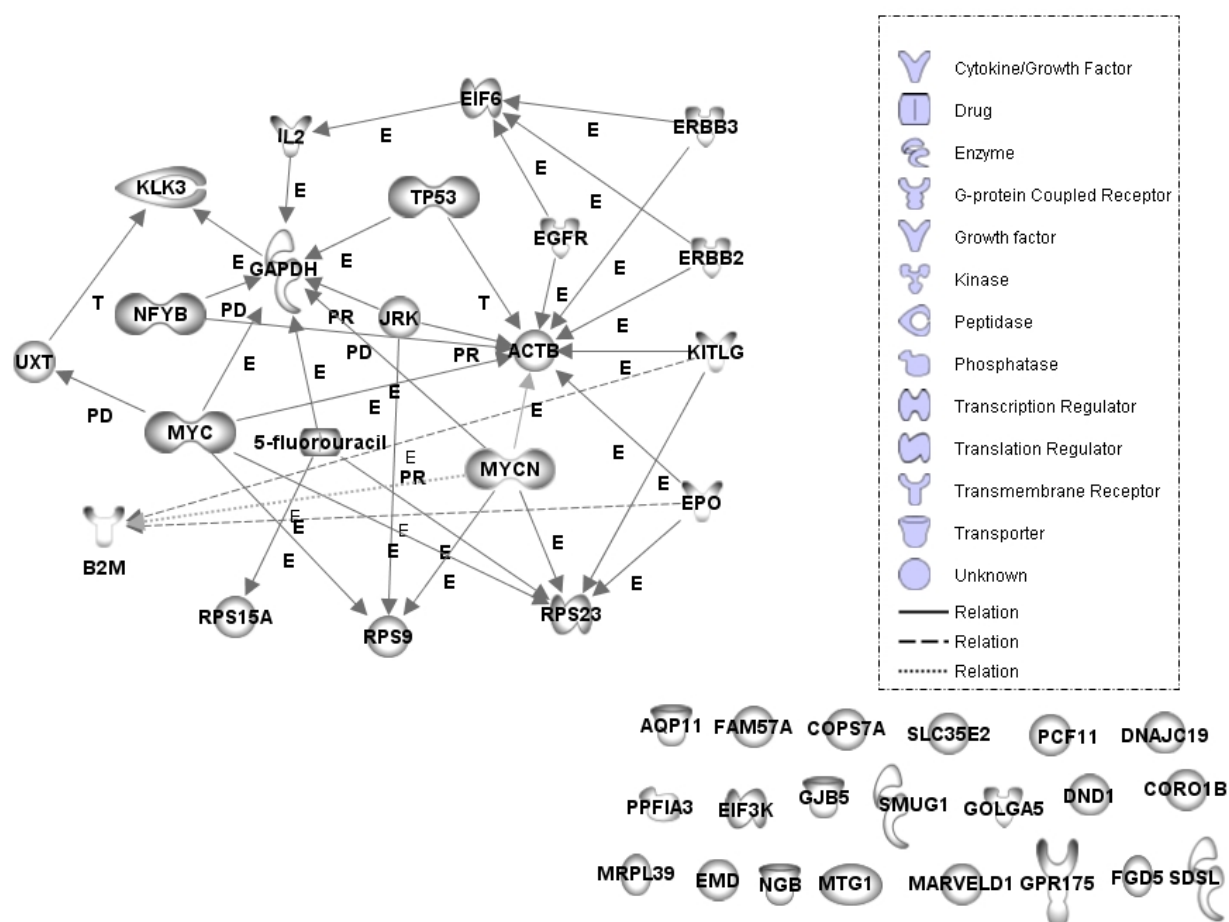 EIF6
IL2
E
E
ERBB3
E
E
KLK3
TP53
E
EGFR
ERBB2
E
GAPDH
E
E
E
T
NFYB
PD
PR
JRK
T
E
UXT
PD
PR
ACTB
KITLG
E
E
E
E
E
E
PD
MYC
5-fluorouracil
E
MYCN
E
PR
E
EPO
B2M
E
E
E
E
E
E
E
E
E
RPS15A
RPS9
RPS23
Cytokine/Growth Factor
Drug
Enzyme
G-protein Coupled Receptor
Growth factor
Kinase
Peptidase
Phosphatase
Transcription Regulator
Translation Regulator
Transmembrane Receptor
Transporter
Unknown
Relation
Relation
Relation
AQP11 FAM57A COPS7A SLC35E2 PCF11 DNAJC19
PPFIA3 EIF3K GJB5 SMUG1 GOLGA5 DND1 CORO1B
MRPL39 EMD NGB MTG1 MARVELD1 GPR175 FGD5 SDSL